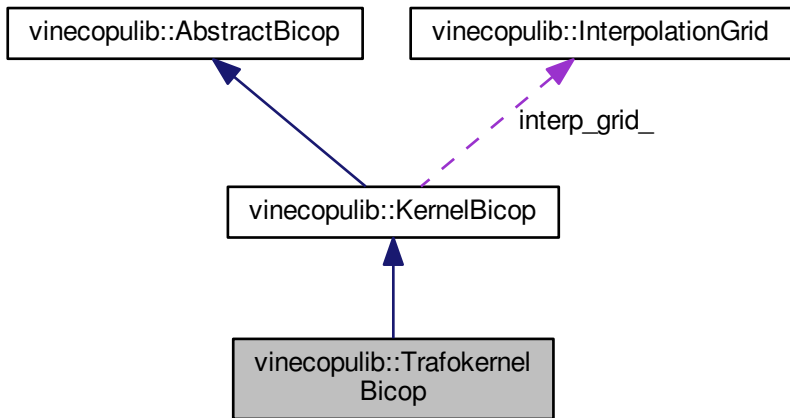 vinecopulib::AbstractBicop
vinecopulib::InterpolationGrid
interp_grid_
vinecopulib::KernelBicop
vinecopulib::Trafokernel
Bicop